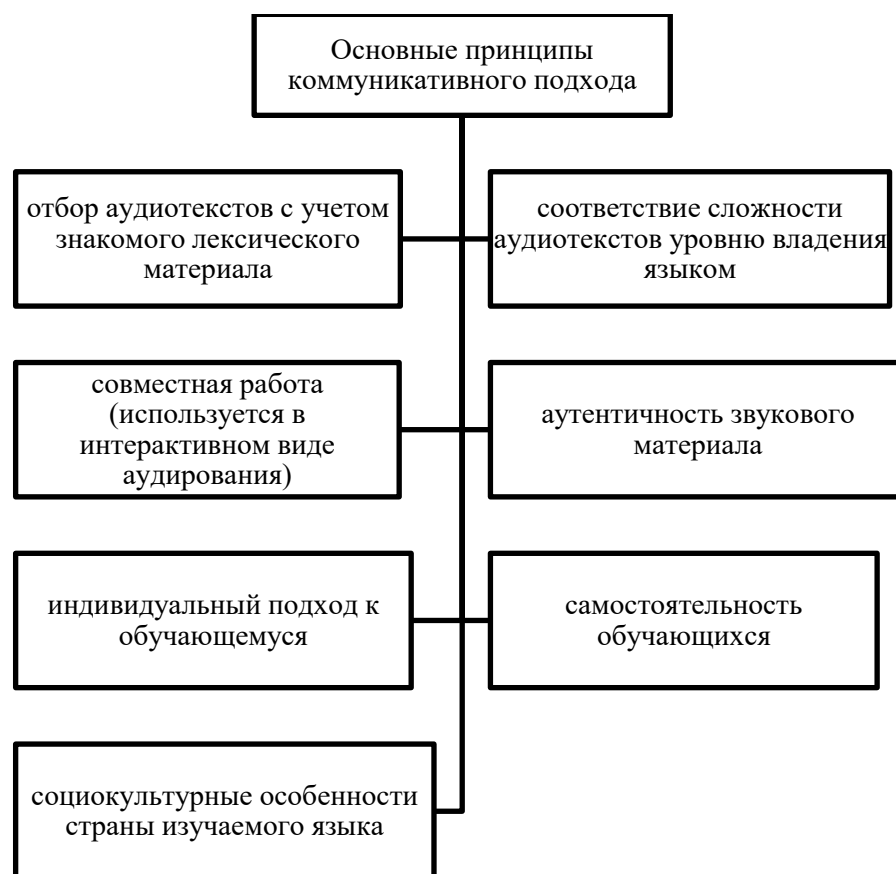 Основные принципы
коммуникативного подхода
отбор аудиотекстов с учетом
знакомого лексического
материала
соответствие сложности
аудиотекстов уровню владения
языком
совместная работа
(используется в
интерактивном виде
аудирования)
аутентичность звукового
материала
индивидуальный подход к
обучающемуся
самостоятельность
обучающихся
социокультурные особенности
страны изучаемого языка